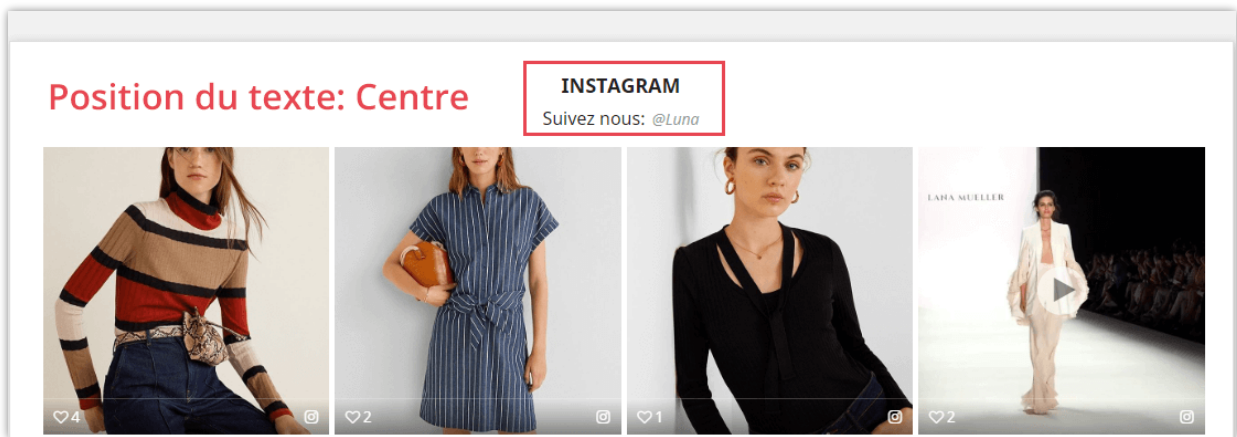 Position du texte: Centre
INSTAGRAM
Suivez nous: @Luna
LANA MUELLER
4
2
1
2